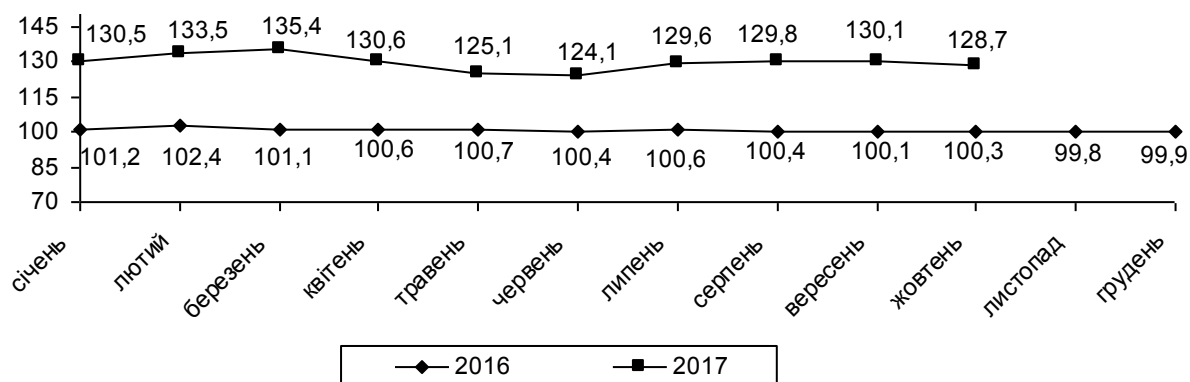 145
130
115
100
85
70
130,5 133,5 135,4 130,6 125,1 124,1 129,6 129,8 130,1 128,7
101,2 102,4 101,1 100,6 100,7 100,4 100,6 100,4 100,1 100,3 99,8 99,9
січень
лютий
березень
квітень
травень
червень
липень
серпень
вересень
жовтень
листопад
грудень
2016 2017